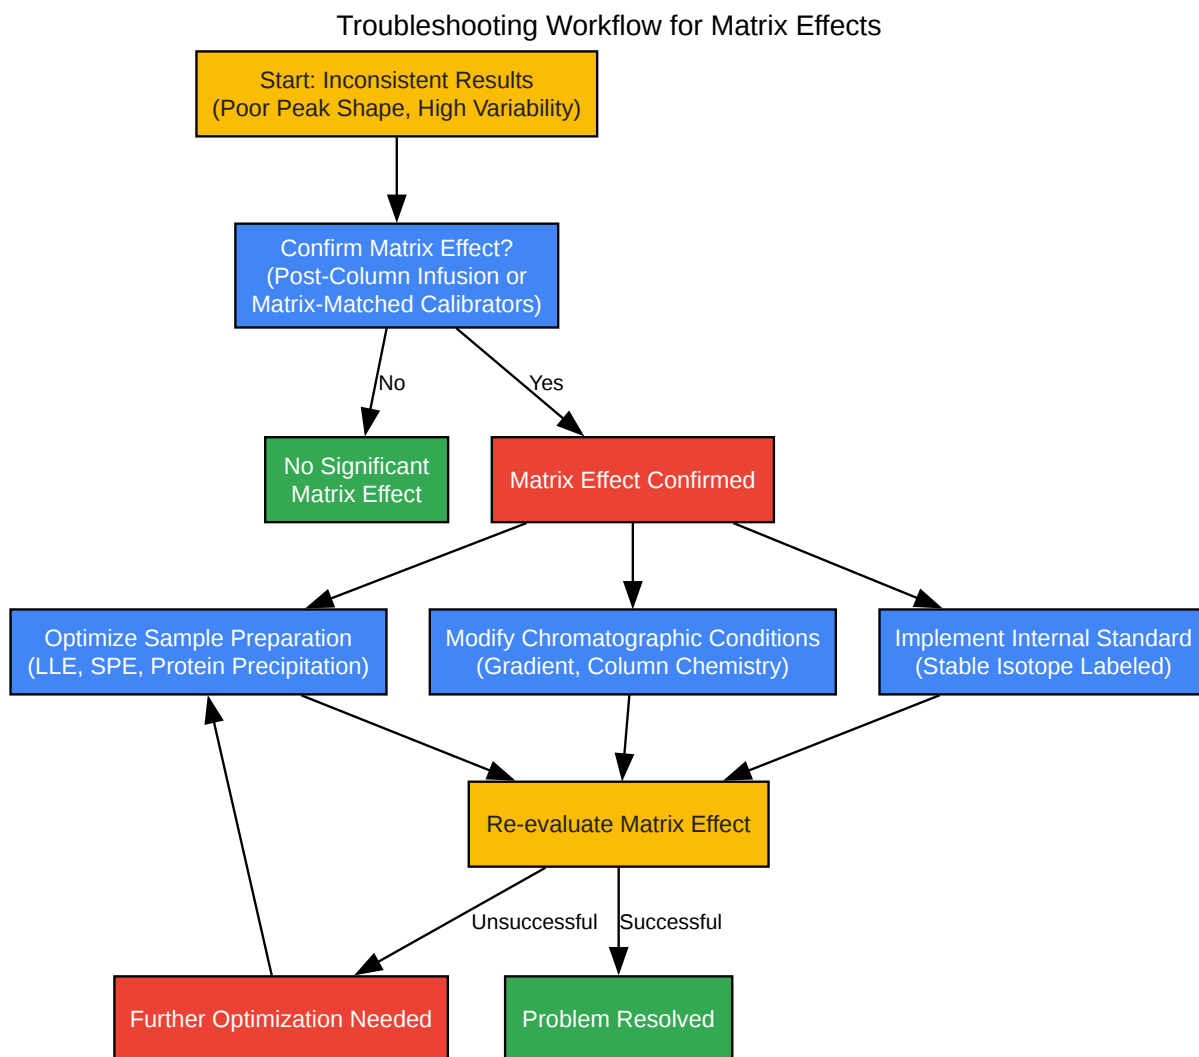 Troubleshooting Workflow for Matrix Effects
Start: Inconsistent Results
(Poor Peak Shape, High Variability)
Confirm Matrix Effect?
(Post-Column Infusion or
Matrix-Matched Calibrators)
No
Yes
No Significant
Matrix Effect
Matrix Effect Confirmed
Optimize Sample Preparation
(LLE, SPE, Protein Precipitation)
Modify Chromatographic Conditions
(Gradient, Column Chemistry)
Implement Internal Standard
(Stable Isotope Labeled)
Re-evaluate Matrix Effect
Unsuccessful
Successful
Further Optimization Needed
Problem Resolved